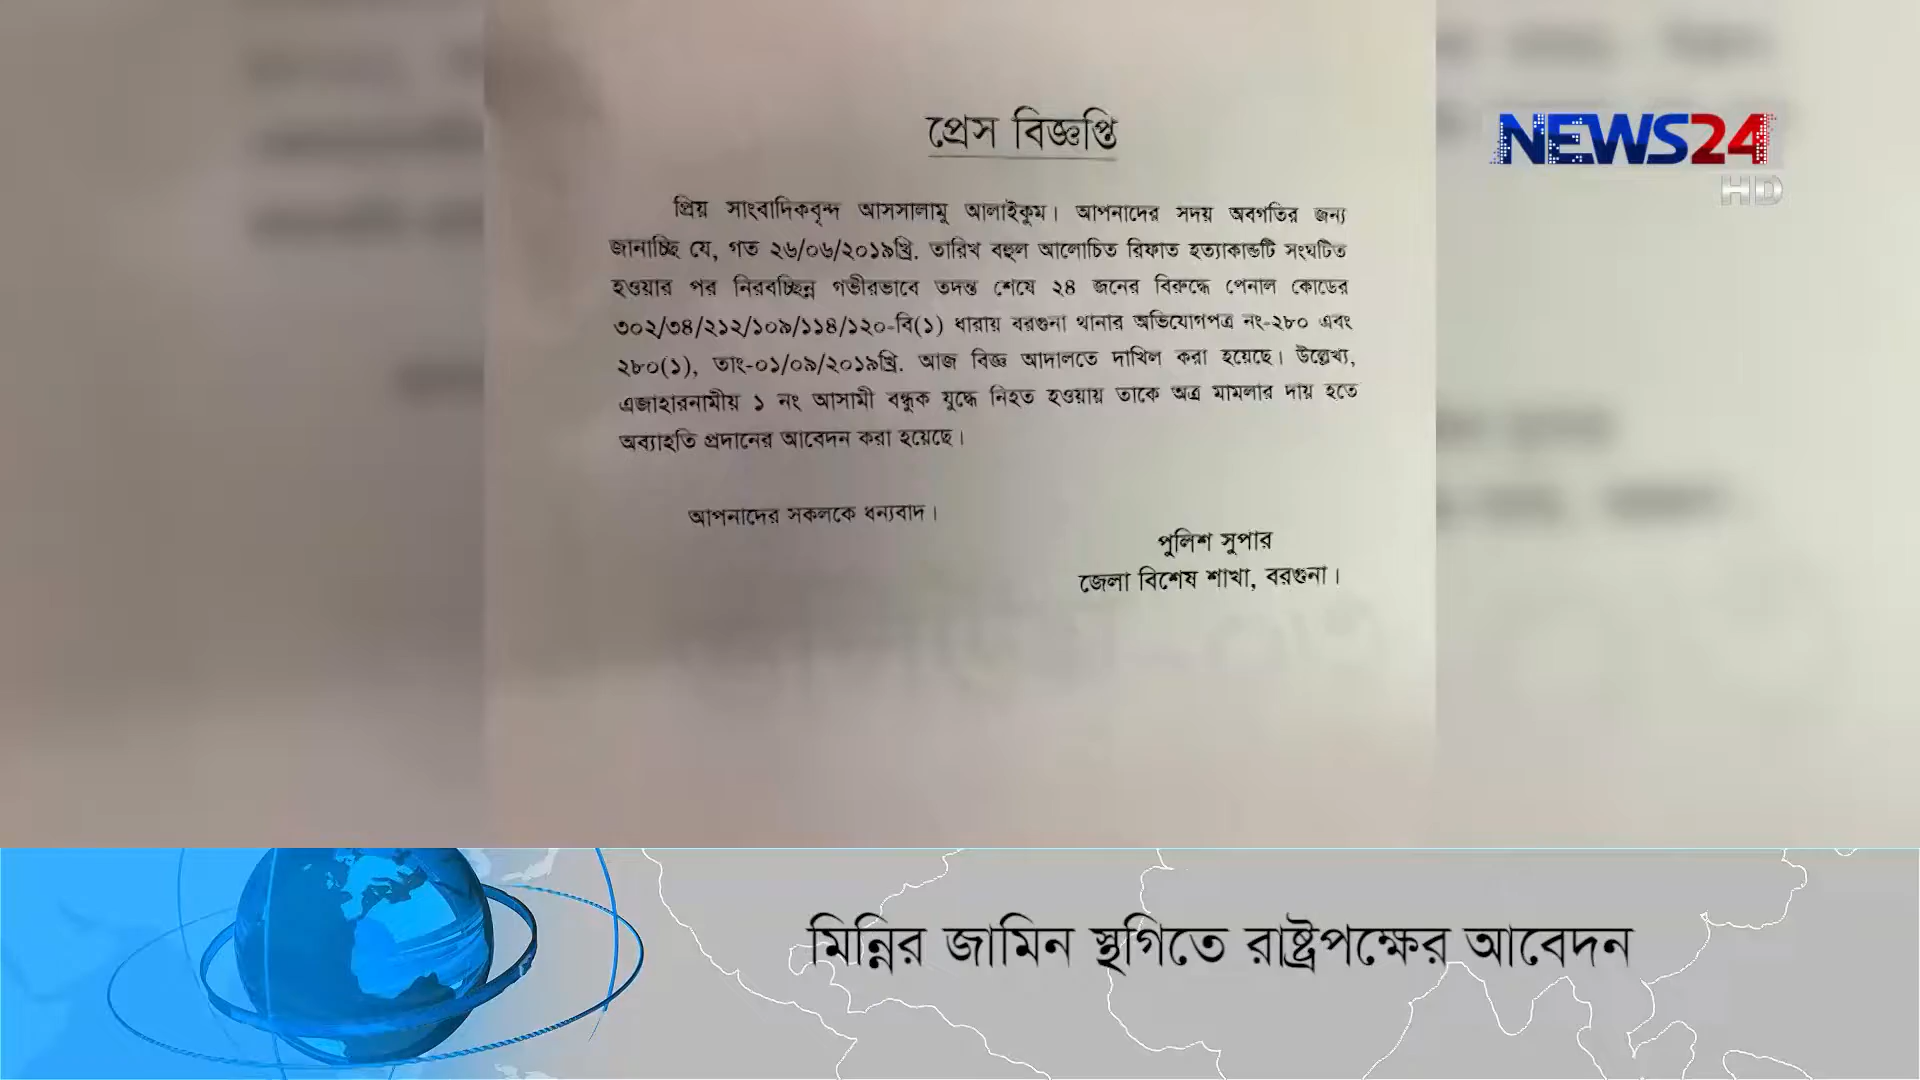 প্রেস বিজ্ঞপ্তি
NEWS24
HD
প্রিয় সাংবাদিকবৃন্দ আসসালামু আলাইকুম। আপনাদের সদয় অবগতির জন্য
জানাচ্ছি যে, গত ২৬/০৬/২০১৯খ্রি. তারিখ বহুল আলোচিত রিফাত হত্যাকান্ডটি সংঘটিত
হওয়ার পর নিরবচ্ছিন্ন গভীরভাবে তদন্ত শেষে ২৪ জনের বিরুদ্ধে পেনাল কোডের
৩০২/৩৪/২১২/১০৯/১১৪/১২০-বি(১) ধারায় বরগুনা থানার অভিযোগপত্র নং-২৮০ এবং
২৮০(১), তাং-০১/০৯/২০১৯খ্রি. আজ বিজ্ঞ আদালতে দাখিল করা হয়েছে। উল্লেখ্য,
এজাহারনামীয় ১ নং আসামী বন্ধুক যুদ্ধে নিহত হওয়ায় তাকে অত্র মামলার দায় হতে
অব্যাহতি প্রদানের আবেদন করা হয়েছে।
আপনাদের সকলকে ধন্যবাদ।
পুলিশ সুপার
জেলা বিশেষ শাখা, বরগুনা।
মিন্নির জামিন স্থগিতে রাষ্ট্রপক্ষের আবেদন